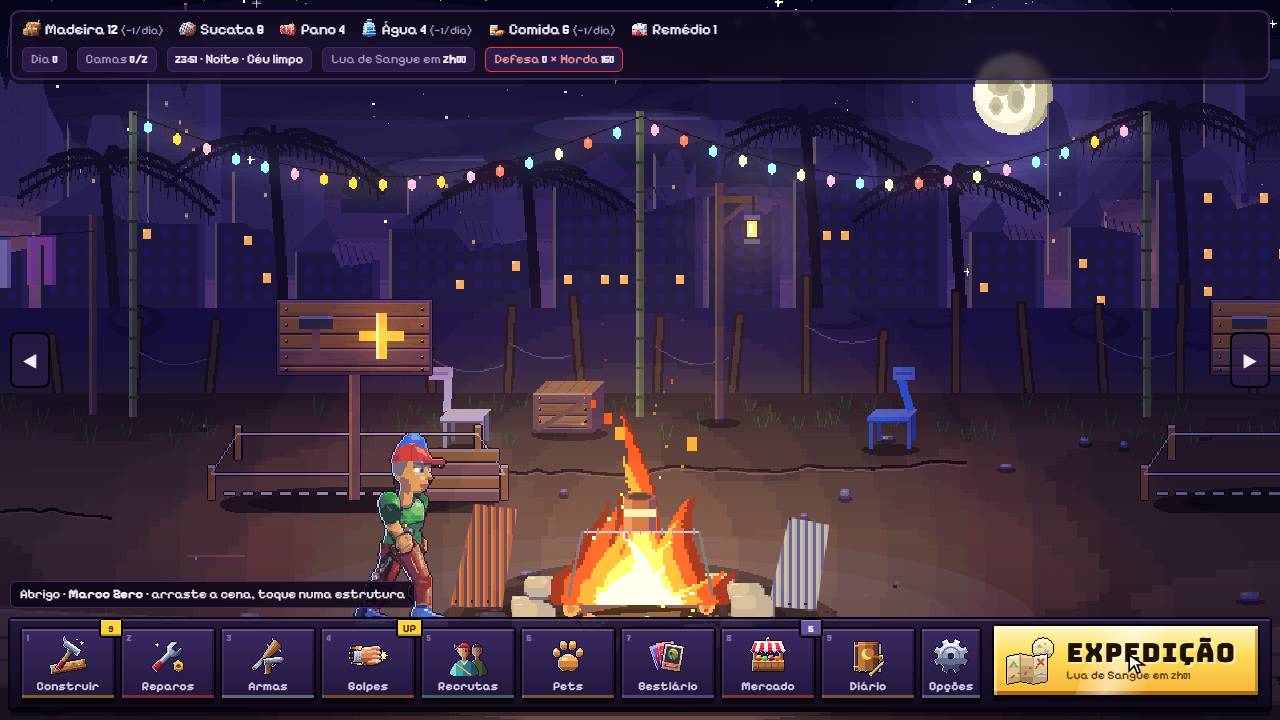 Madeira 12 (-1/dia) Sucata 8 Pano 4 Água 4 (-1/dia) Comida 6 (-1/dia) Remédio 1
Dia 0 Camas 0/2 23:51 · Noite · Céu limpo Lua de Sangue em 2h00 Defesa 0 × Horda 160
Abrigo · Marco Zero · arraste a cena, toque numa estrutura
1 9 Construir
2 Reparos
3 Armas
4 UP Golpes
5 Recrutas
6 Pets
7 Bestiário
8 6 Mercado
9 Diário
Opções
EXPEDIÇÃO
Lua de Sangue em 2h01